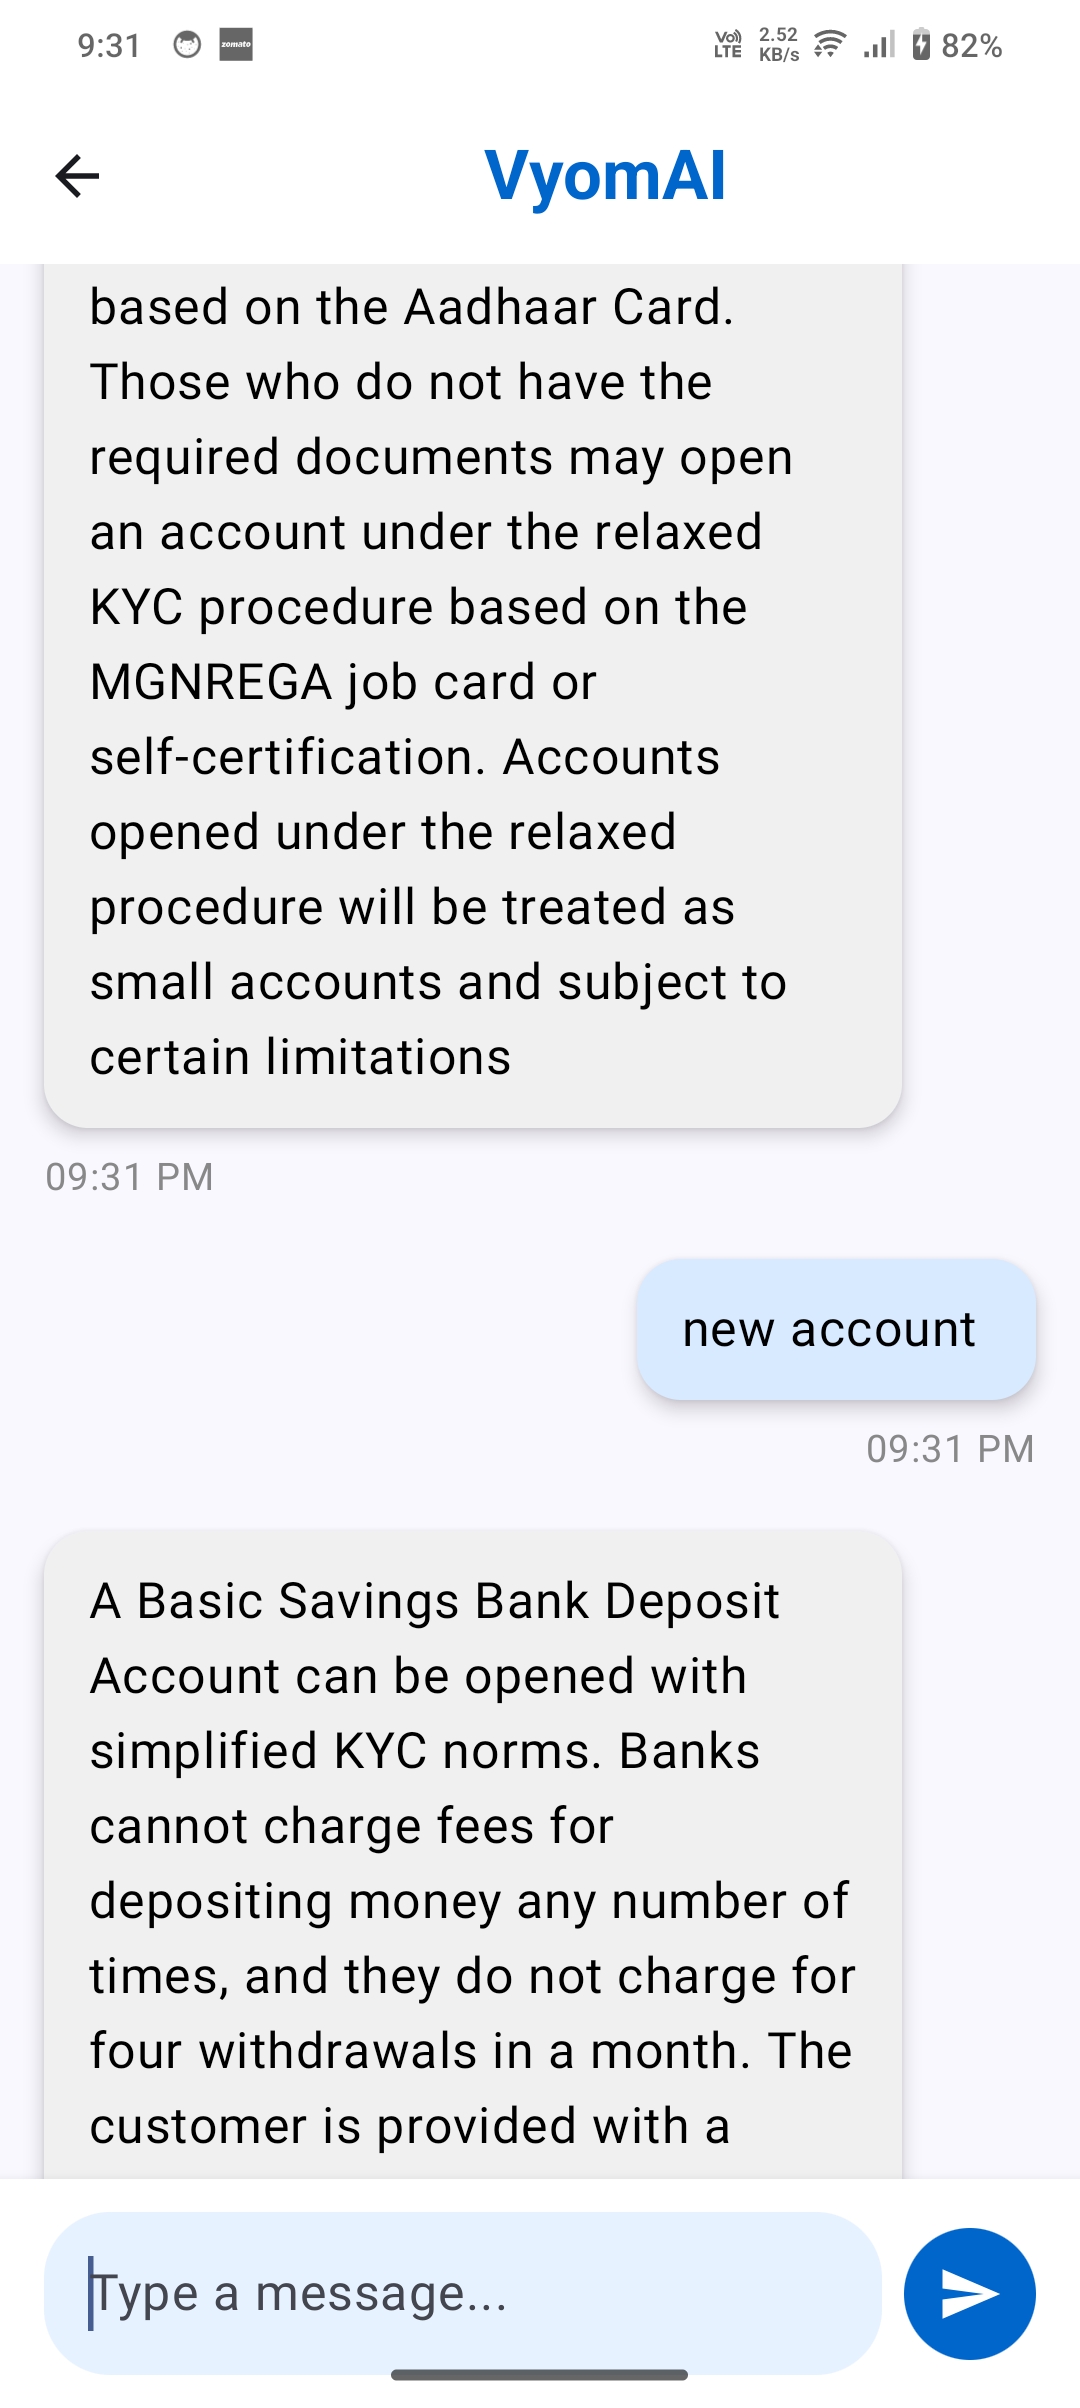 9:31
zomato
Vo)) LTE
2.52 KB/s
82%
VyomAI
based on the Aadhaar Card.
Those who do not have the
required documents may open
an account under the relaxed
KYC procedure based on the
MGNREGA job card or
self-certification. Accounts
opened under the relaxed
procedure will be treated as
small accounts and subject to
certain limitations
09:31 PM
new account
09:31 PM
A Basic Savings Bank Deposit
Account can be opened with
simplified KYC norms. Banks
cannot charge fees for
depositing money any number of
times, and they do not charge for
four withdrawals in a month. The
customer is provided with a
Type a message...